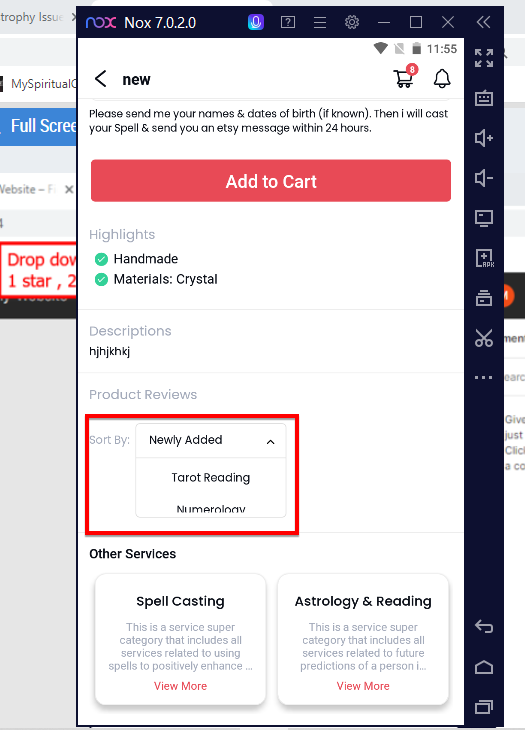 trophy Issue
nox Nox 7.0.2.0
11:55
MySpiritual
new
8
Please send me your names & dates of birth (if known). Then i will cast
your Spell & send you an etsy message within 24 hours.
Full Scree
Add to Cart
Website – F
Highlights
Handmade
Materials: Crystal
Drop dow
1 star , 2
APK
Descriptions
hjhjkhkj
Product Reviews
Sort By:
Newly Added
Tarot Reading
Numerology
Give
just
Click
a co
Other Services
Spell Casting
This is a service super
category that includes all
services related to using
spells to positively enhance ...
View More
Astrology & Reading
This is a service super
category that includes all
services related to future
predictions of a person i...
View More